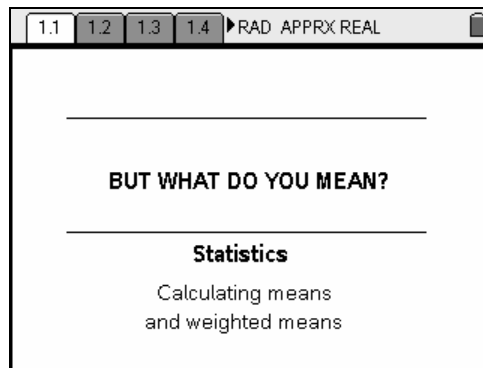 1.1 1.2 1.3 1.4 RAD APPRX REAL
BUT WHAT DO YOU MEAN?
Statistics
Calculating means
and weighted means